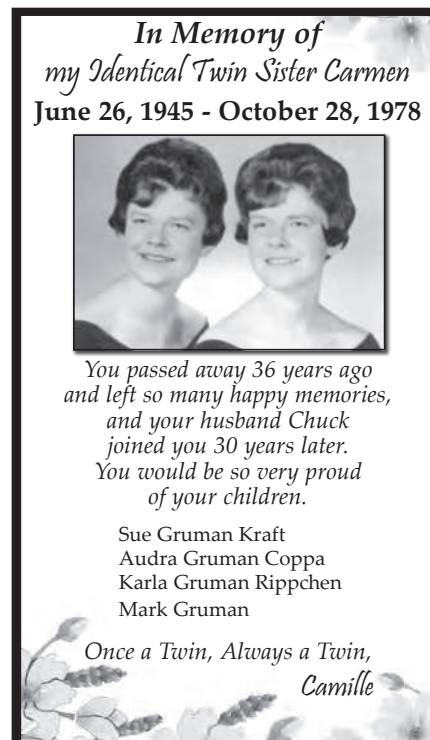 In Memory of
my Identical Twin Sister Carmen
June 26, 1945 - October 28, 1978
You passed away 36 years ago
and left so many happy memories,
and your husband Chuck
joined you 30 years later.
You would be so very proud
of your children.
Sue Gruman Kraft
Audra Gruman Coppa
Karla Gruman Rippchen
Mark Gruman
Once a Twin, Always a Twin,
Camille